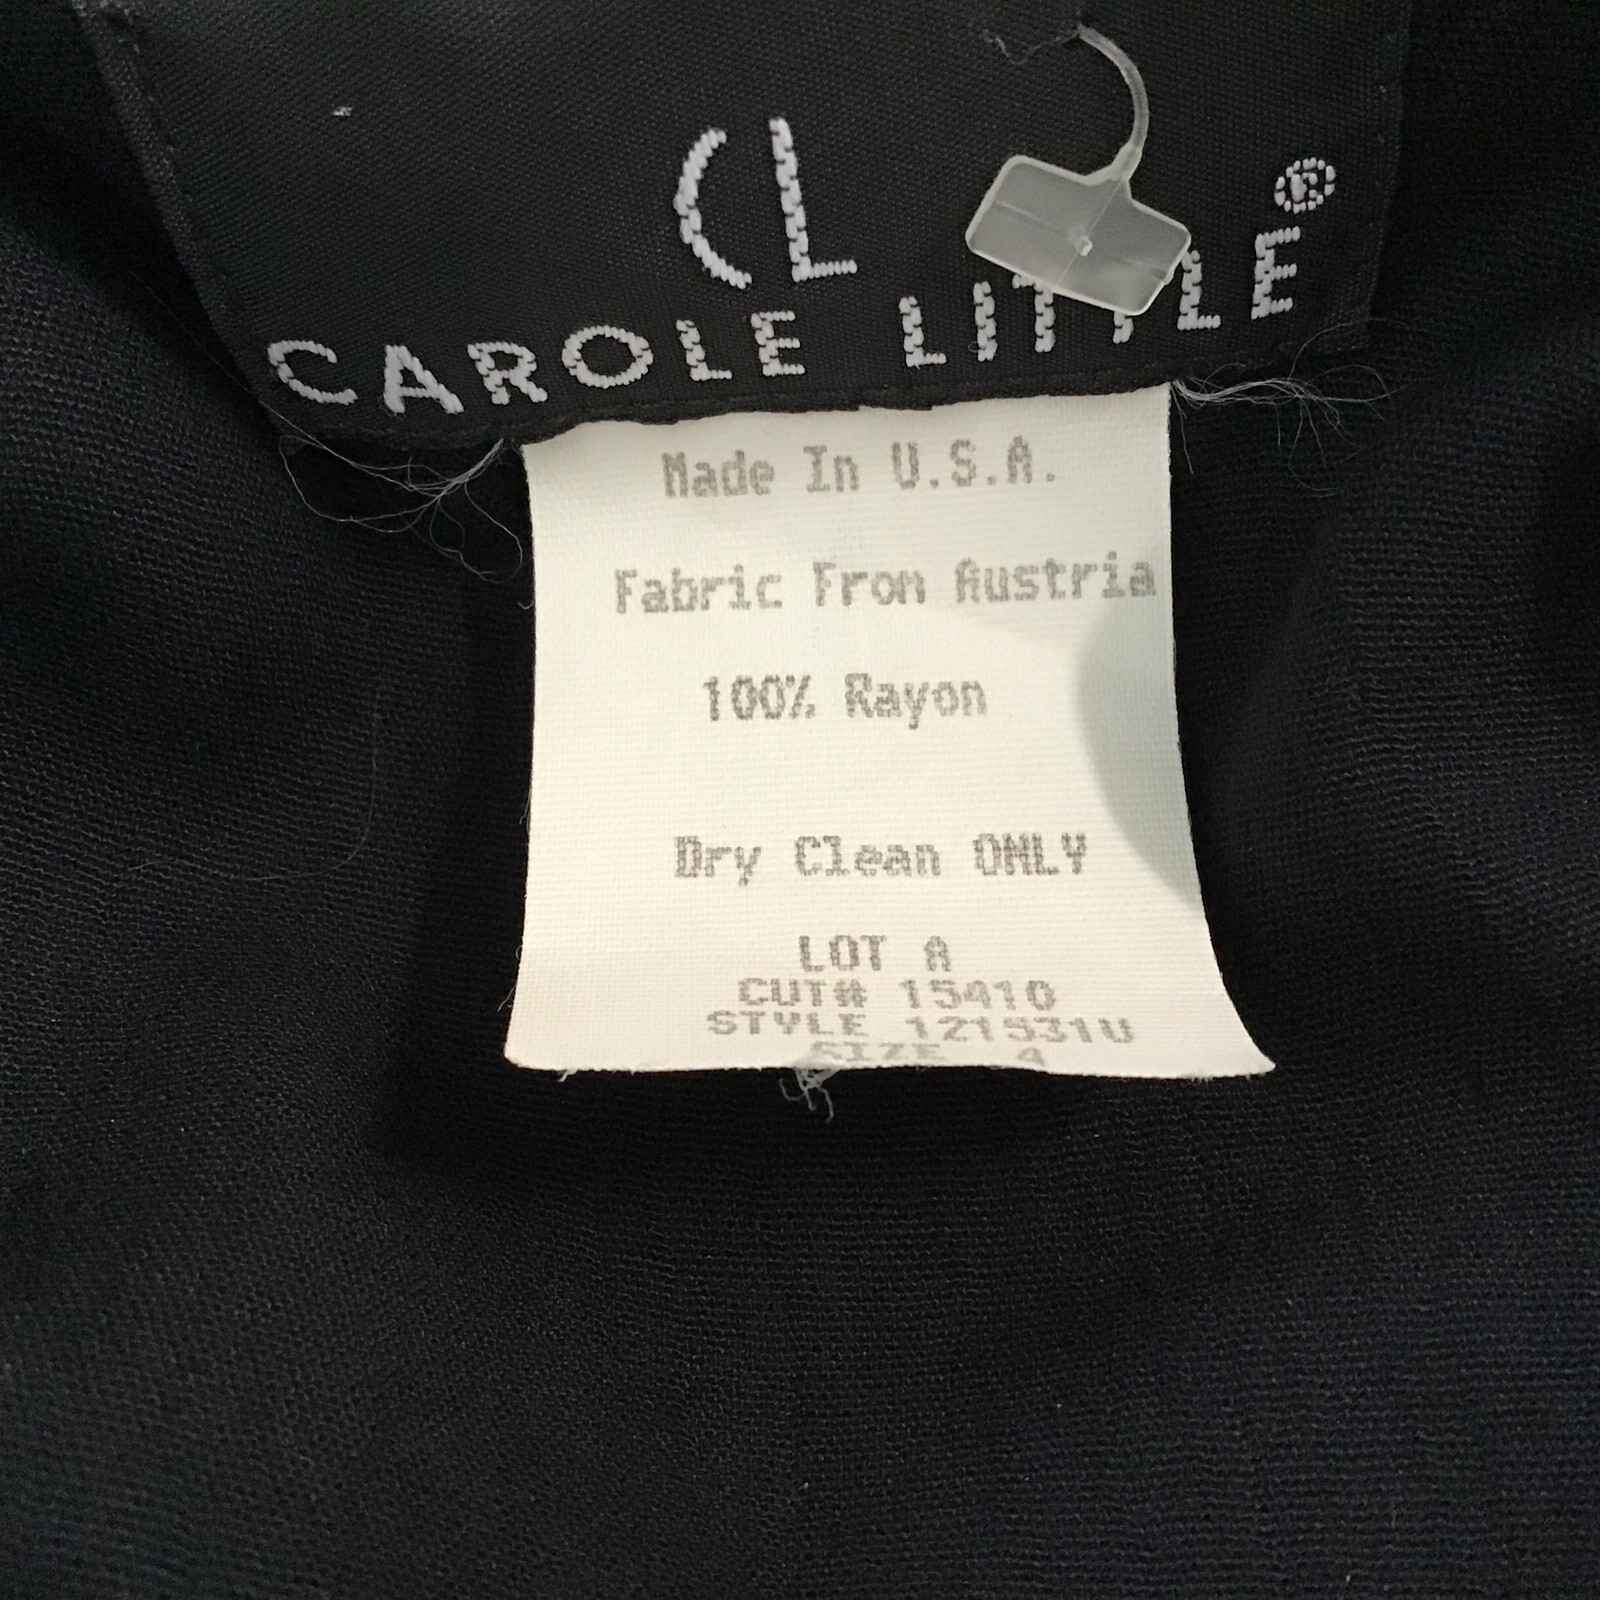 CL
CAROLE LITTLE®
Made In U.S.A.
Fabric From Austria
100% Rayon
Dry Clean ONLY
LOT A
CUT# 15410
STYLE 121531U
SIZE 4